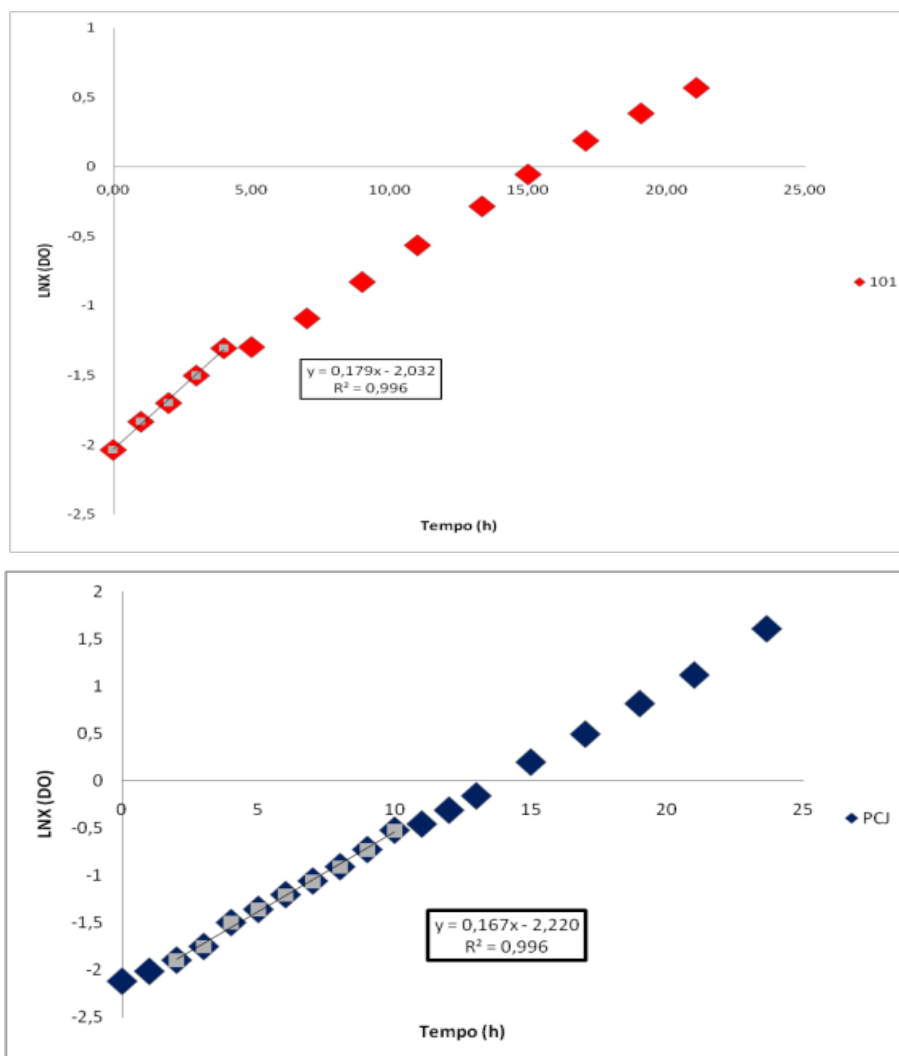 1
0,5
0
0,00 5,00 10,00 15,00 20,00 25,00
-0,5
LNX (DO)
-1
101
-1,5
y = 0,179x - 2,032
R² = 0,996
-2
-2,5
Tempo (h)
2
1,5
1
0,5
0
0 5 10 15 20 25
LNX (DO)
-0,5
PCJ
-1
-1,5
y = 0,167x - 2,220
R² = 0,996
-2
-2,5
Tempo (h)